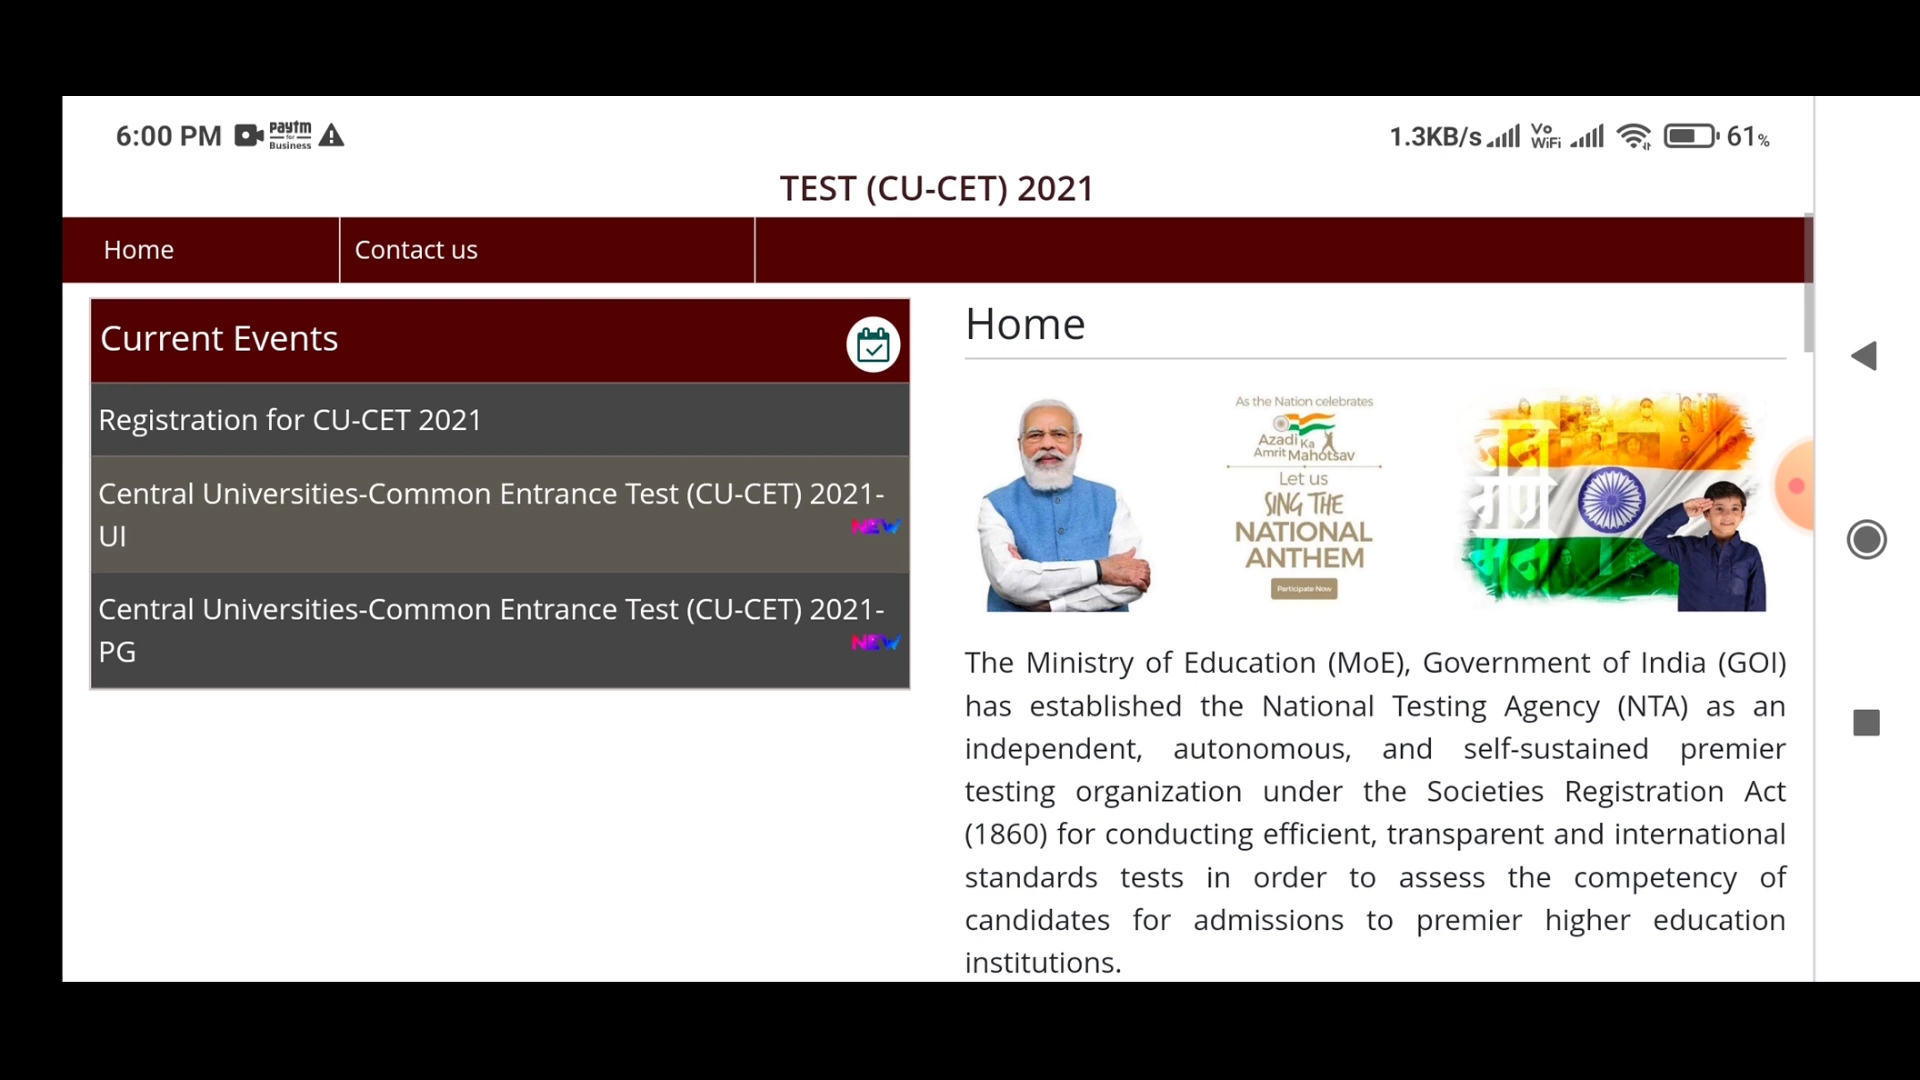 6:00 PM
Paytm
for
Business
1.3KB/s
Vo
WiFi
61%
TEST (CU-CET) 2021
Home
Contact us
Current Events
Registration for CU-CET 2021
Central Universities-Common Entrance Test (CU-CET) 2021-
UI
NEW
Central Universities-Common Entrance Test (CU-CET) 2021-
PG
NEW
Home
As the Nation celebrates
Azadi Ka
Amrit Mahotsav
Let us
SING THE
NATIONAL
ANTHEM
Participate Now
जन
गण
The Ministry of Education (MoE), Government of India (GOI)
has established the National Testing Agency (NTA) as an
independent, autonomous, and self-sustained premier
testing organization under the Societies Registration Act
(1860) for conducting efficient, transparent and international
standards tests in order to assess the competency of
candidates for admissions to premier higher education
institutions.